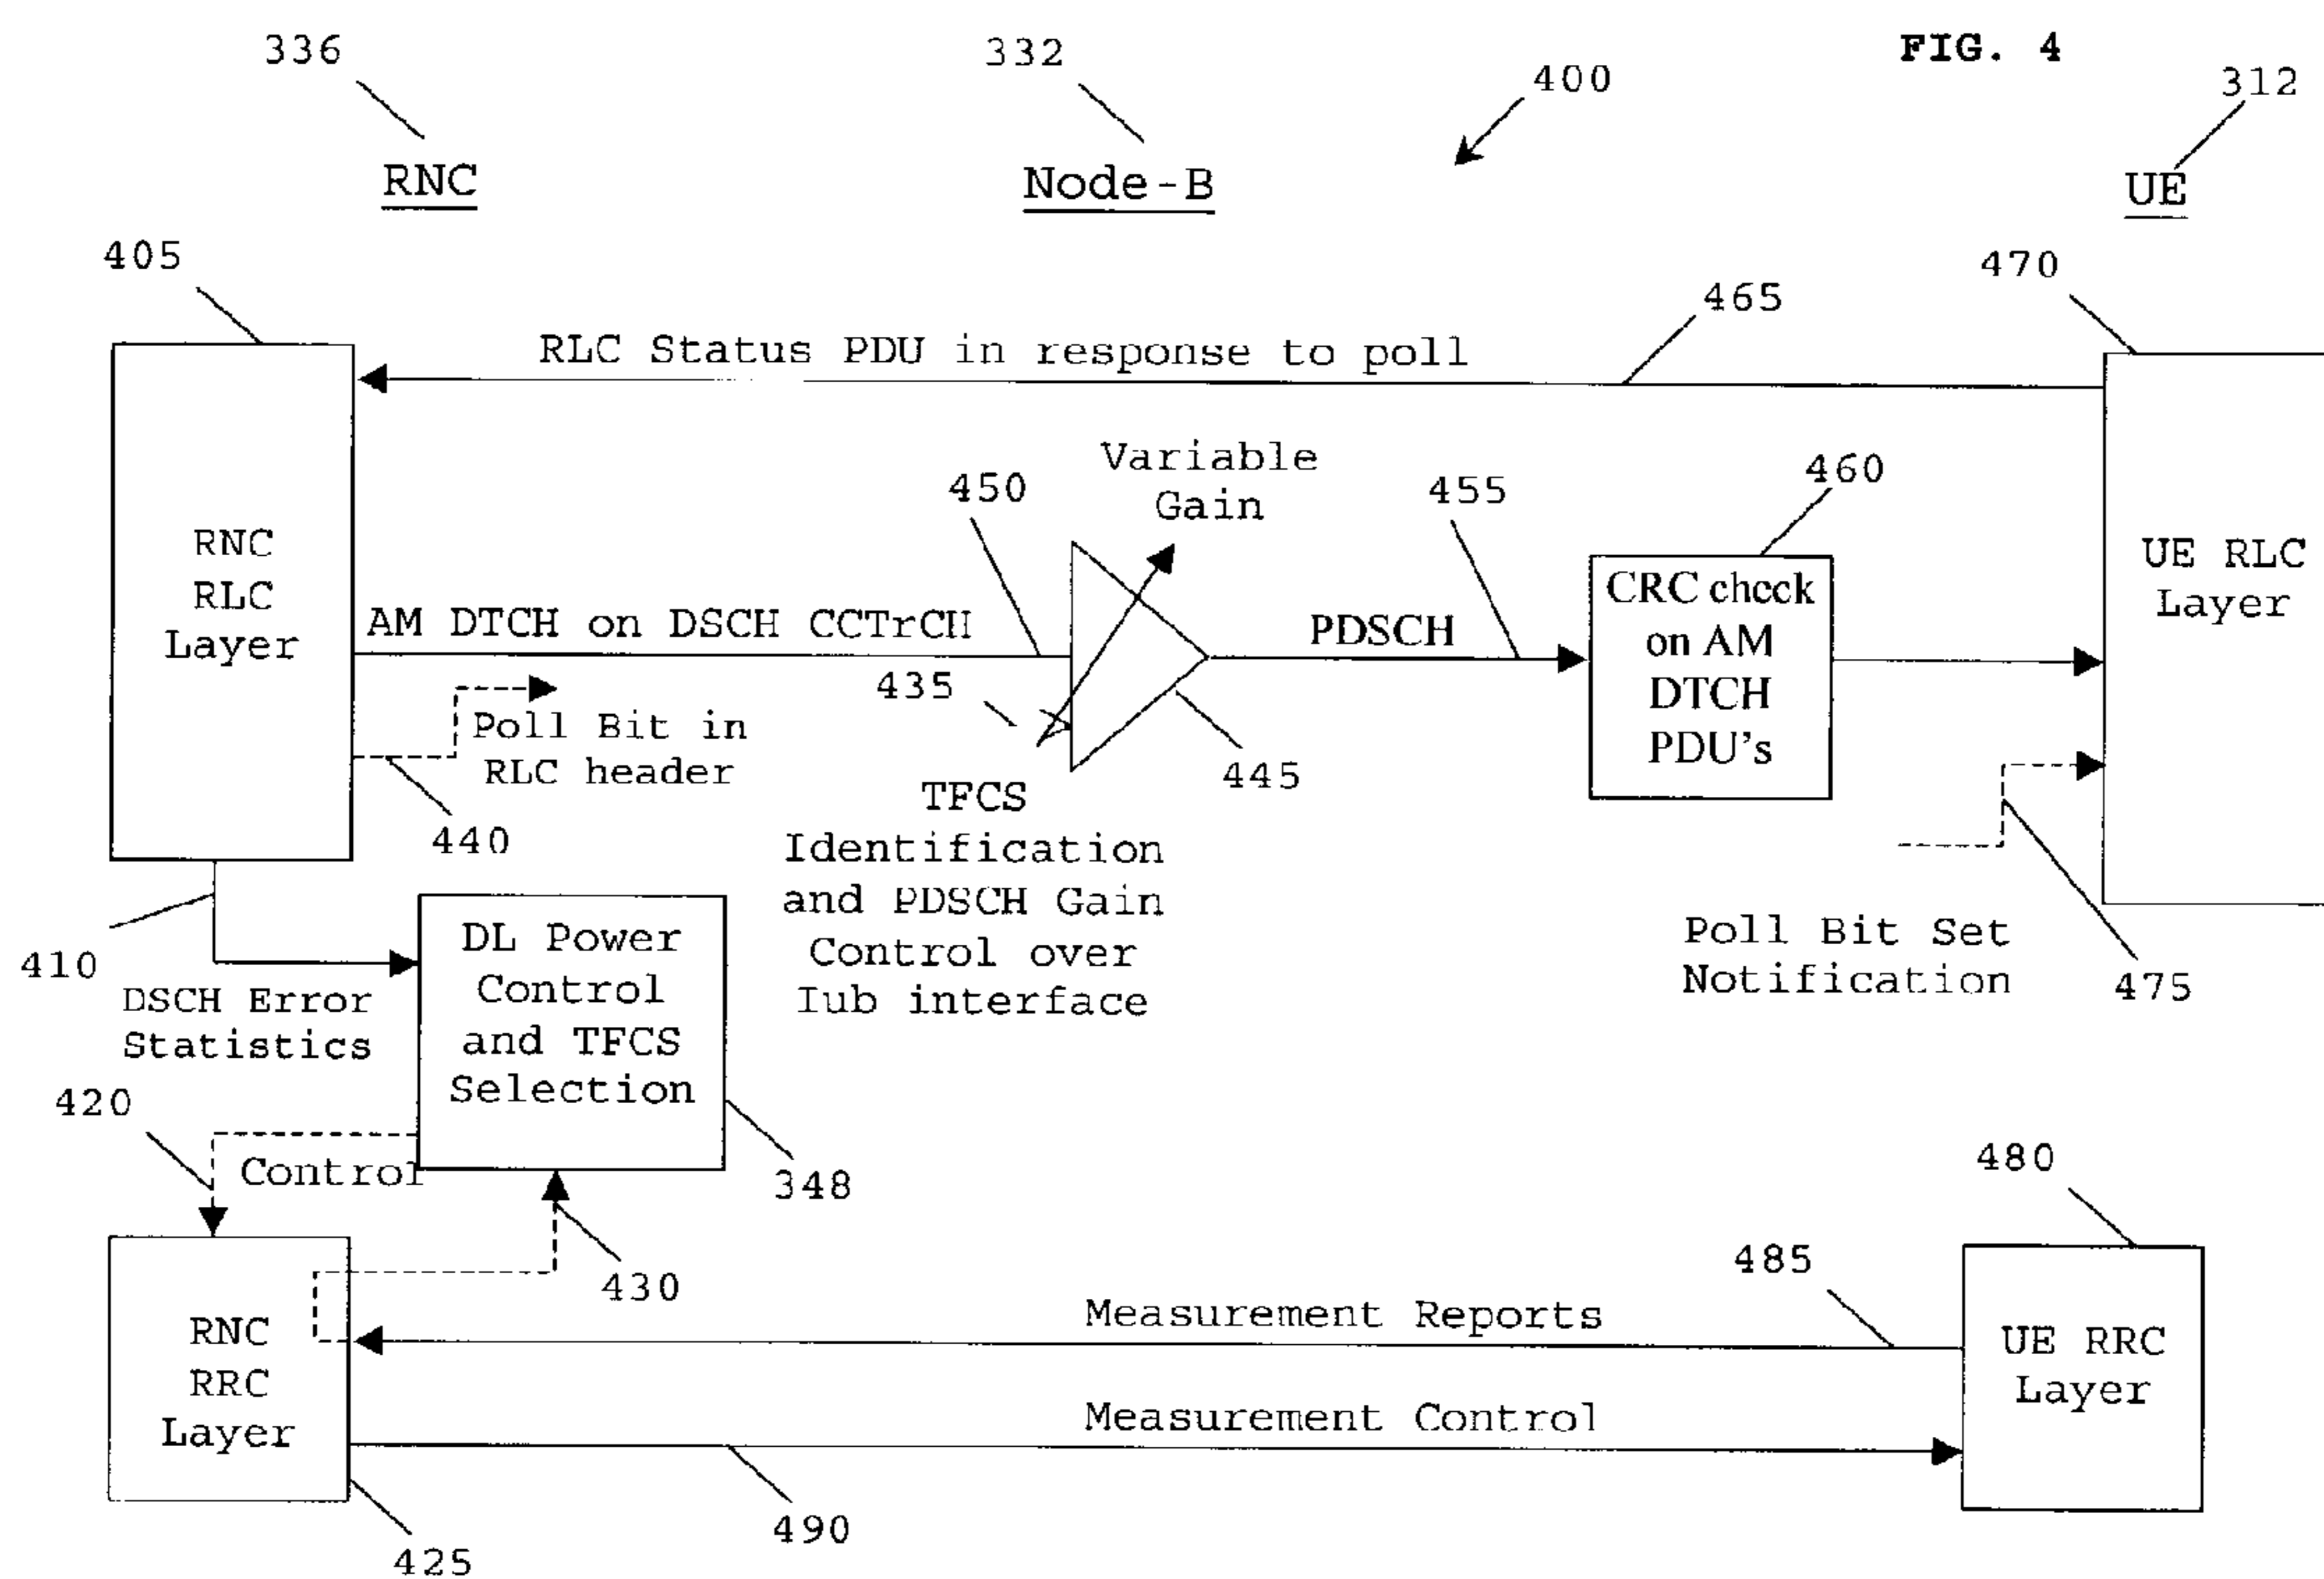 FIG. 4
336
332
400
312
RNC
Node-B
UE
405
470
465
RLC Status PDU in response to poll
Variable
Gain
450
455
460
RNC
RLC
Layer
AM DTCH on DSCH CCTrCH
PDSCH
CRC check
on AM
DTCH
PDU's
UE RLC
Layer
435
Poll Bit in
RLC header
440
445
TFCS
Identification
and PDSCH Gain
Control over
Iub interface
410
DSCH Error
Statistics
DL Power
Control
and TFCS
Selection
Poll Bit Set
Notification
475
420
Control
348
430
480
485
RNC
RRC
Layer
Measurement Reports
Measurement Control
UE RRC
Layer
490
425